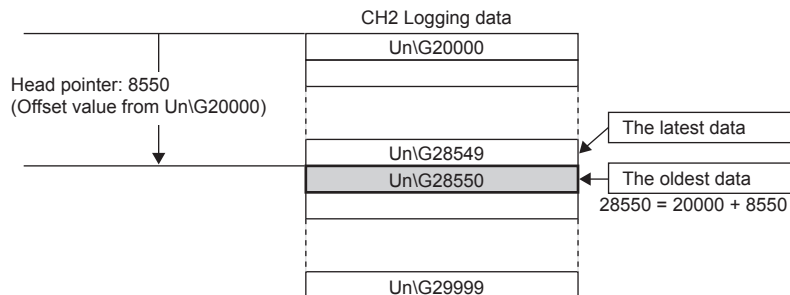 CH2 Logging data
Un\G20000
Head pointer: 8550
(Offset value from Un\G20000)
The latest data
Un\G28549
Un\G28550
The oldest data
28550 = 20000 + 8550
Un\G29999